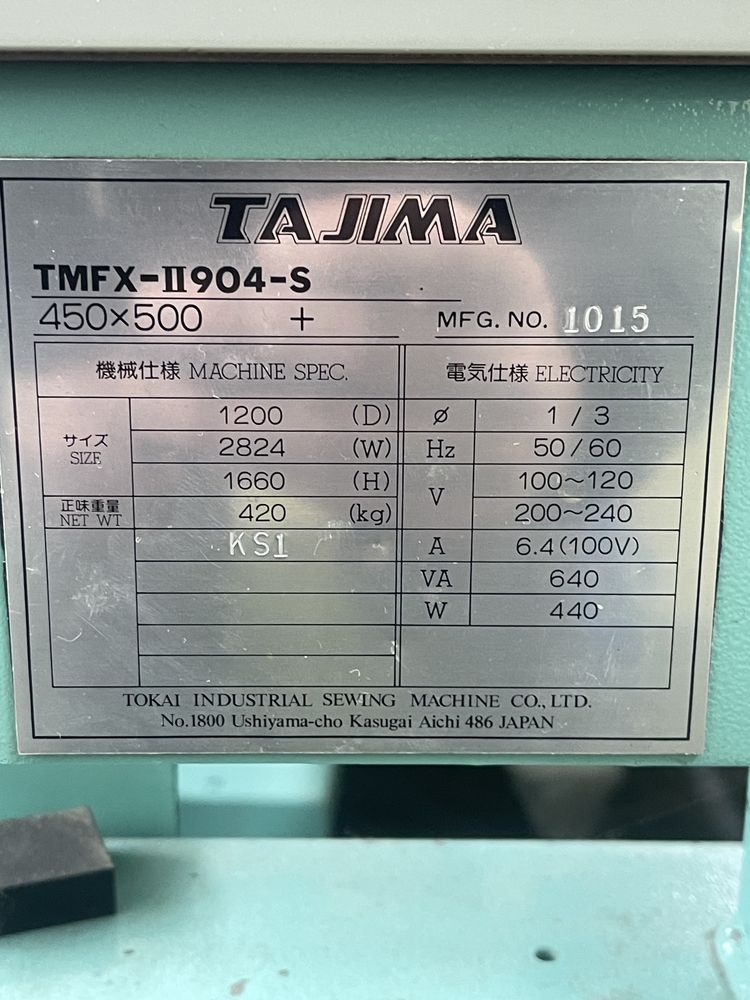 TAJIMA
TMFX-II904-S
450×500 +
MFG. NO. 1015
機械仕様 MACHINE SPEC.
電気仕様 ELECTRICITY
サイズ
SIZE
1200 (D)
2824 (W)
1660 (H)
正味重量
NET WT
420 (kg)
KS1
ø 1 / 3
Hz 50/60
V 100～120
200～240
A 6.4(100V)
VA 640
W 440
TOKAI INDUSTRIAL SEWING MACHINE CO., LTD.
No.1800 Ushiyama-cho Kasugai Aichi 486 JAPAN